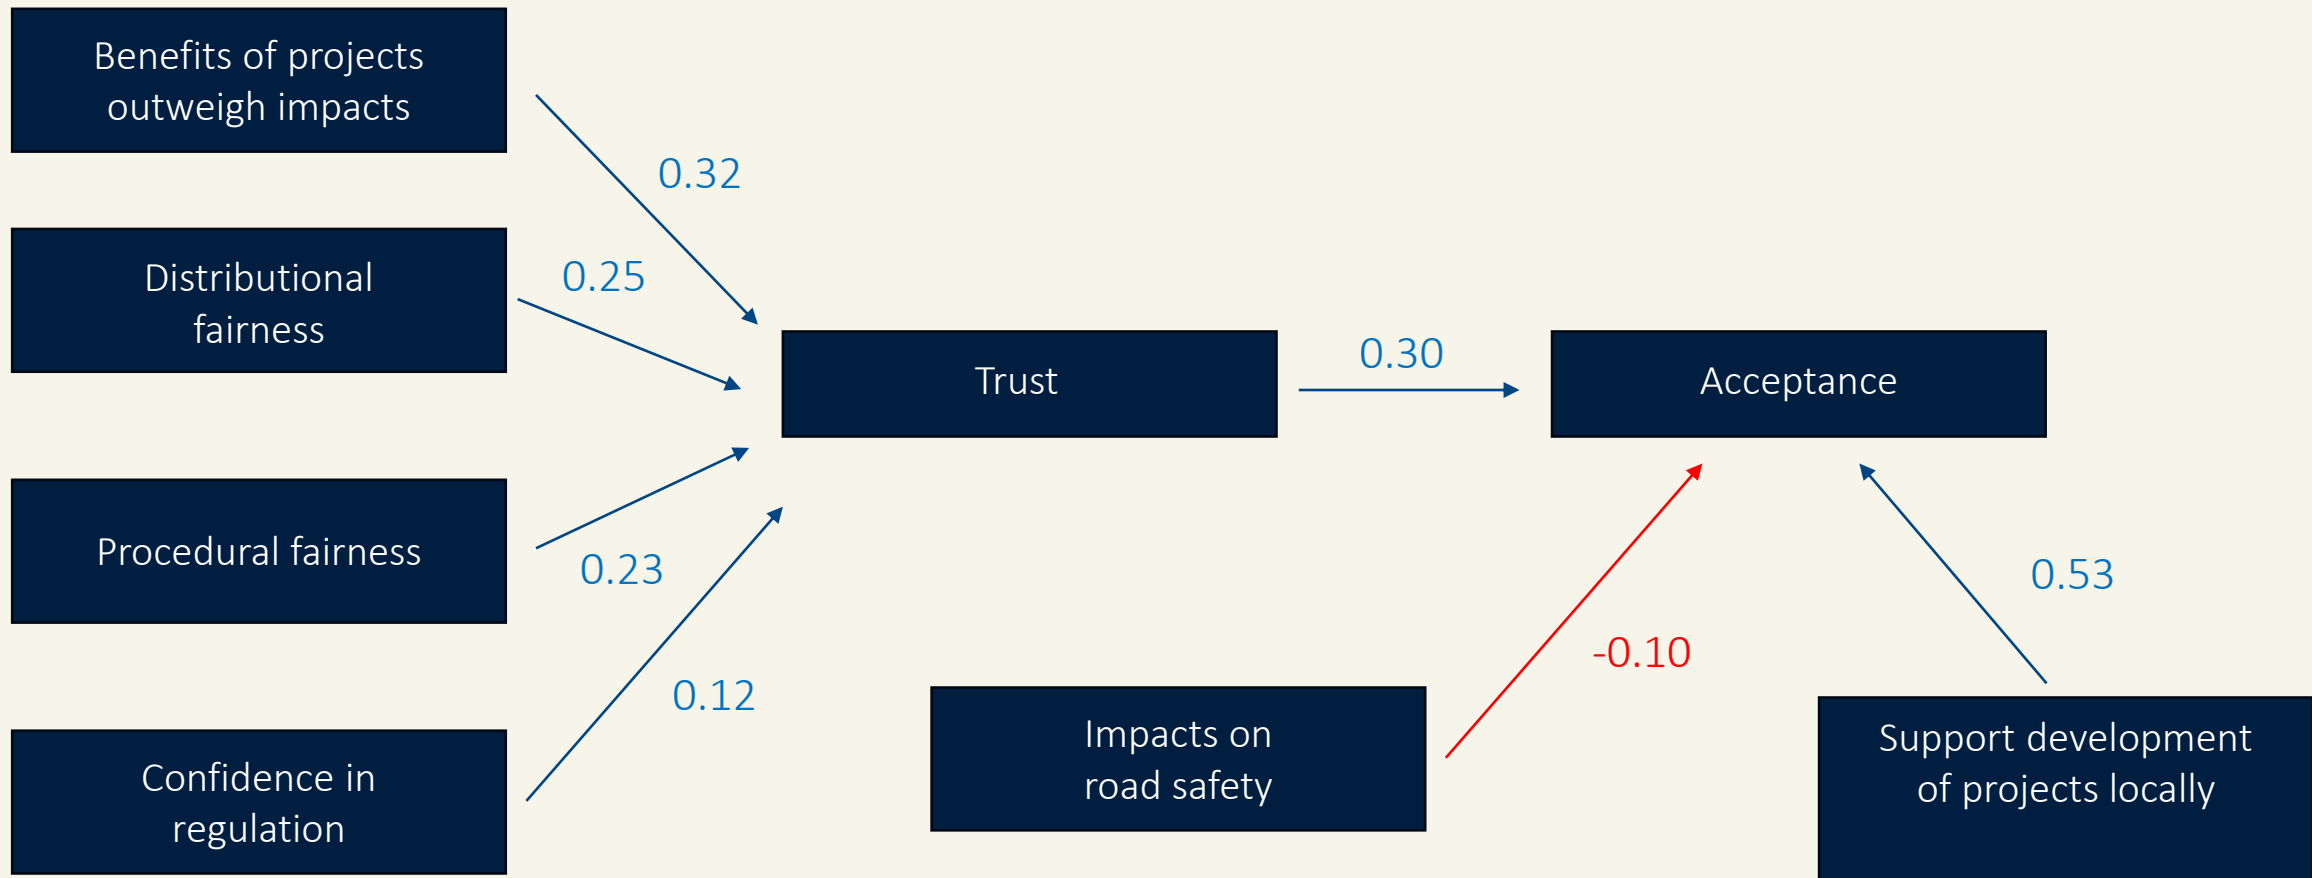 Benefits of projects
outweigh impacts
0.32
Distributional
fairness
0.25
Trust
0.30
Acceptance
Procedural fairness
0.23
0.12
Confidence in
regulation
-0.10
Impacts on
road safety
0.53
Support development
of projects locally